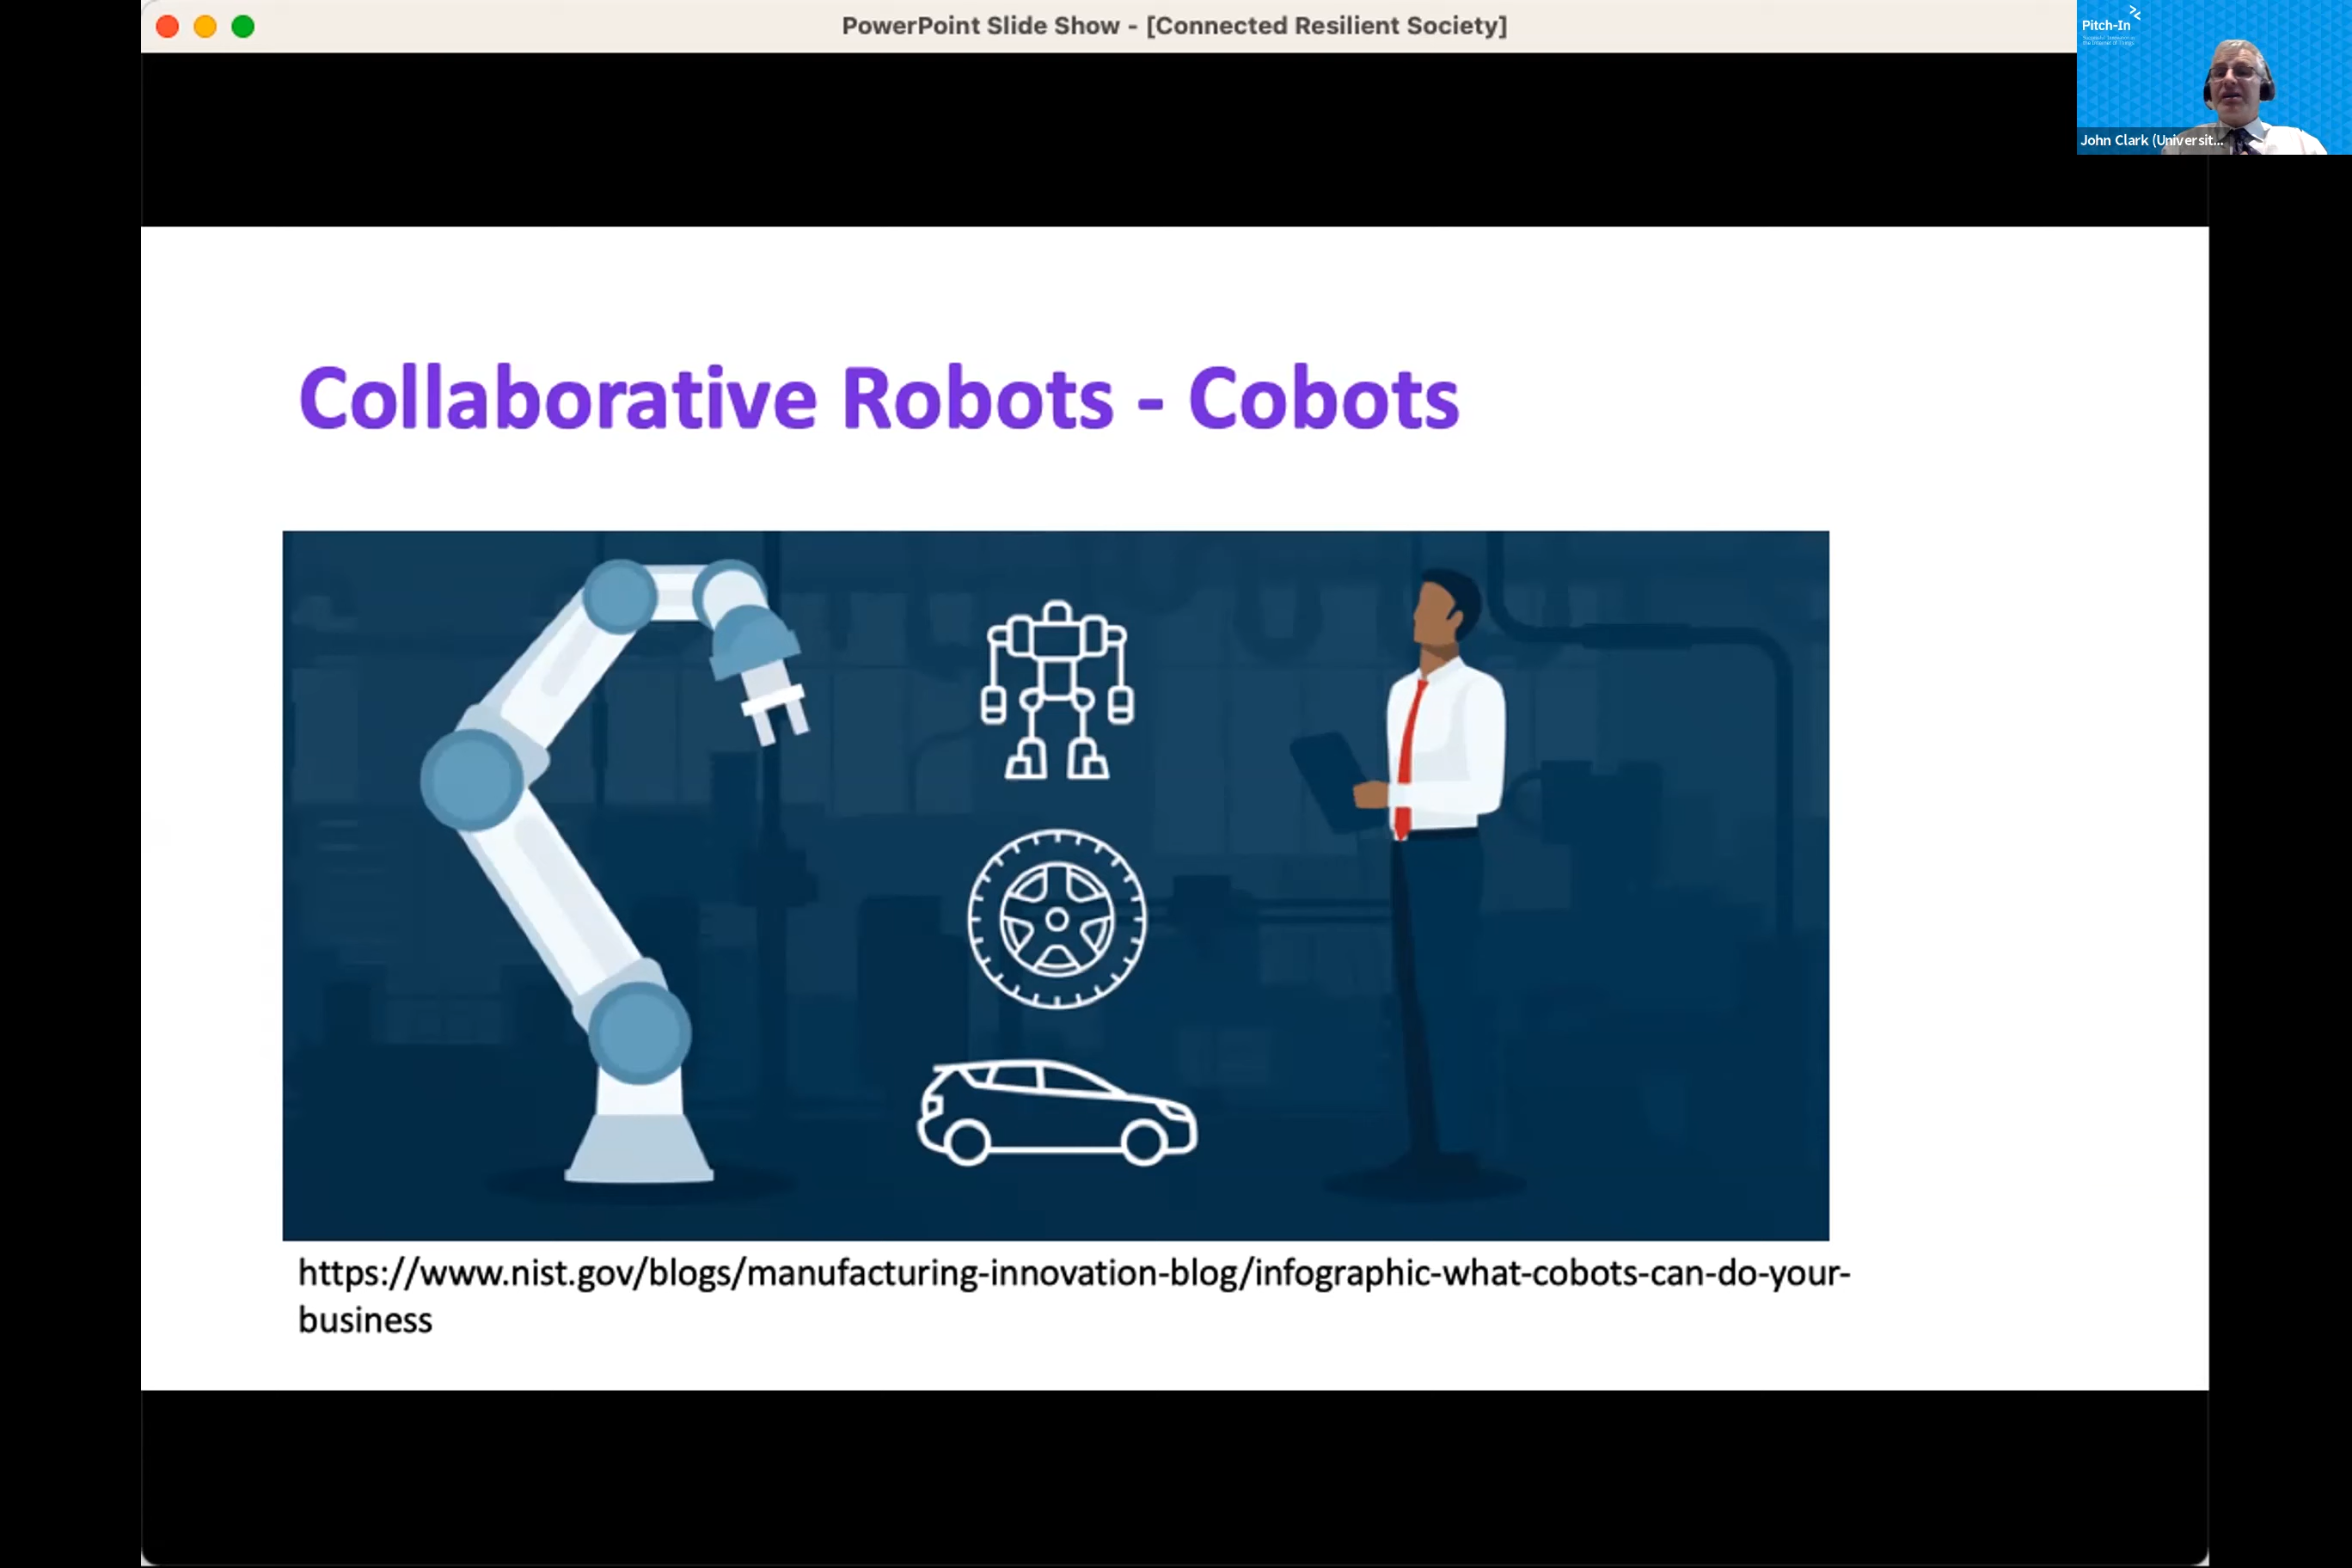 PowerPoint Slide Show - [Connected Resilient Society]
Pitch-In
John Clark (Universit...
Collaborative Robots - Cobots
https://www.nist.gov/blogs/manufacturing-innovation-blog/infographic-what-cobots-can-do-your-
business